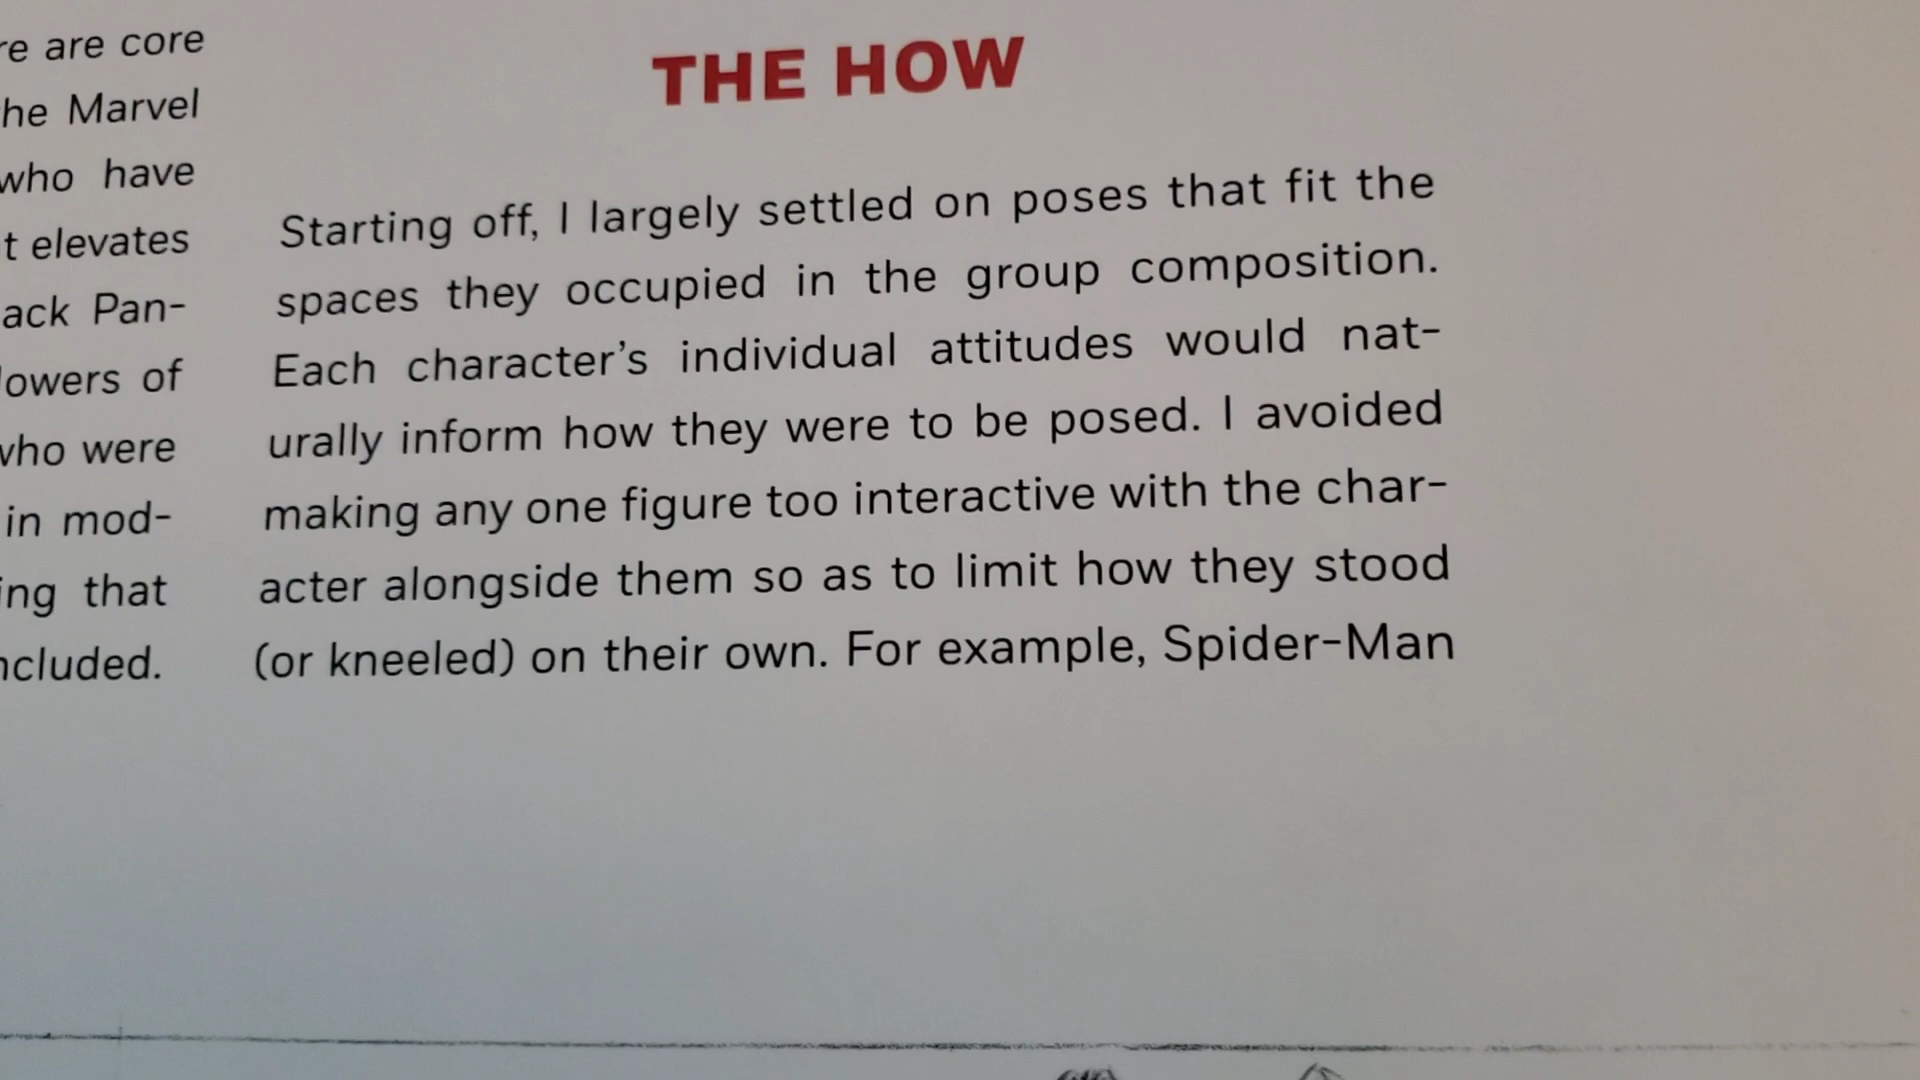 re are core
he Marvel
who have
t elevates
ack Pan-
lowers of
who were
in mod-
ing that
ncluded.
THE HOW
Starting off, I largely settled on poses that fit the
spaces they occupied in the group composition.
Each character’s individual attitudes would nat-
urally inform how they were to be posed. I avoided
making any one figure too interactive with the char-
acter alongside them so as to limit how they stood
(or kneeled) on their own. For example, Spider-Man